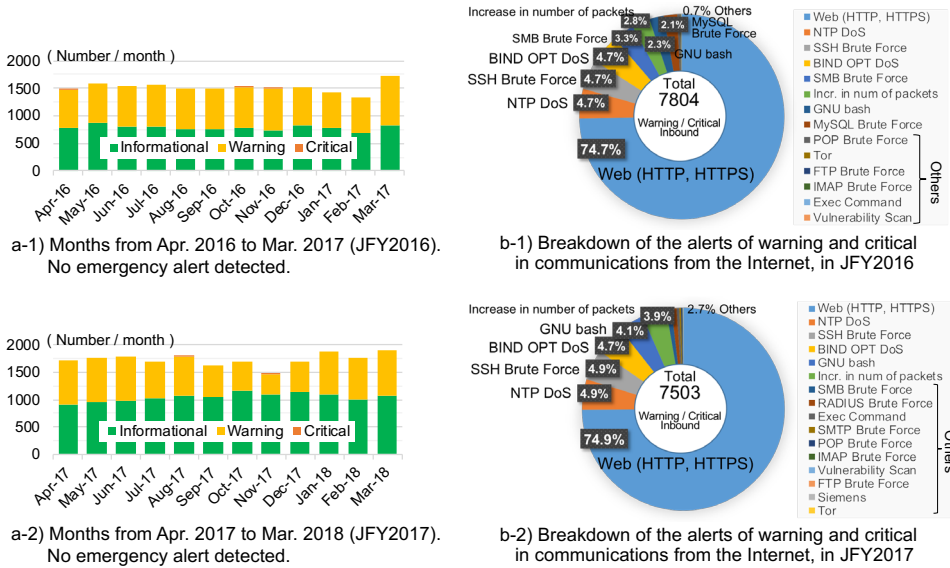 (Number / month)
2000
1500
1000
500
0
Informational Warning Critical
Apr-16
May-16
Jun-16
Jul-16
Aug-16
Sep-16
Oct-16
Nov-16
Dec-16
Jan-17
Feb-17
Mar-17
a-1) Months from Apr. 2016 to Mar. 2017 (JFY2016).
No emergency alert detected.
Increase in number of packets
2.8%
0.7% Others
2.1%
MySQL
Brute Force
SMB Brute Force
3.3%
2.3%
GNU bash
BIND OPT DoS
4.7%
SSH Brute Force
4.7%
NTP DoS
4.7%
Total
7804
Warning / Critical
Inbound
74.7%
Web (HTTP, HTTPS)
Web (HTTP, HTTPS)
NTP DoS
SSH Brute Force
BIND OPT DoS
SMB Brute Force
Incr. in num of packets
GNU bash
MySQL Brute Force
POP Brute Force
Tor
FTP Brute Force
IMAP Brute Force
Exec Command
Vulnerability Scan
Others
b-1) Breakdown of the alerts of warning and critical
in communications from the Internet, in JFY2016
(Number / month)
2000
1500
1000
500
0
Informational Warning Critical
Apr-17
May-17
Jun-17
Jul-17
Aug-17
Sep-17
Oct-17
Nov-17
Dec-17
Jan-18
Feb-18
Mar-18
a-2) Months from Apr. 2017 to Mar. 2018 (JFY2017).
No emergency alert detected.
Increase in number of packets
3.9%
2.7% Others
GNU bash
4.1%
BIND OPT DoS
4.7%
SSH Brute Force
4.9%
NTP DoS
4.9%
Total
7503
Warning / Critical
Inbound
74.9%
Web (HTTP, HTTPS)
Web (HTTP, HTTPS)
NTP DoS
SSH Brute Force
BIND OPT DoS
GNU bash
Incr. in num of packets
SMB Brute Force
RADIUS Brute Force
Exec Command
SMTP Brute Force
POP Brute Force
IMAP Brute Force
Vulnerability Scan
FTP Brute Force
Siemens
Tor
Others
b-2) Breakdown of the alerts of warning and critical
in communications from the Internet, in JFY2017